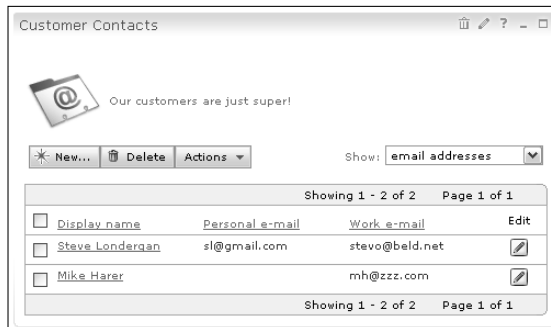 Customer Contacts ?
Our customers are just super!
New... Delete Actions Show: email addresses
Showing 1 - 2 of 2 Page 1 of 1
Display name Personal e-mail Work e-mail Edit
Steve Londergan sl@gmail.com stevo@beld.net
Mike Harer mh@zzz.com
Showing 1 - 2 of 2 Page 1 of 1